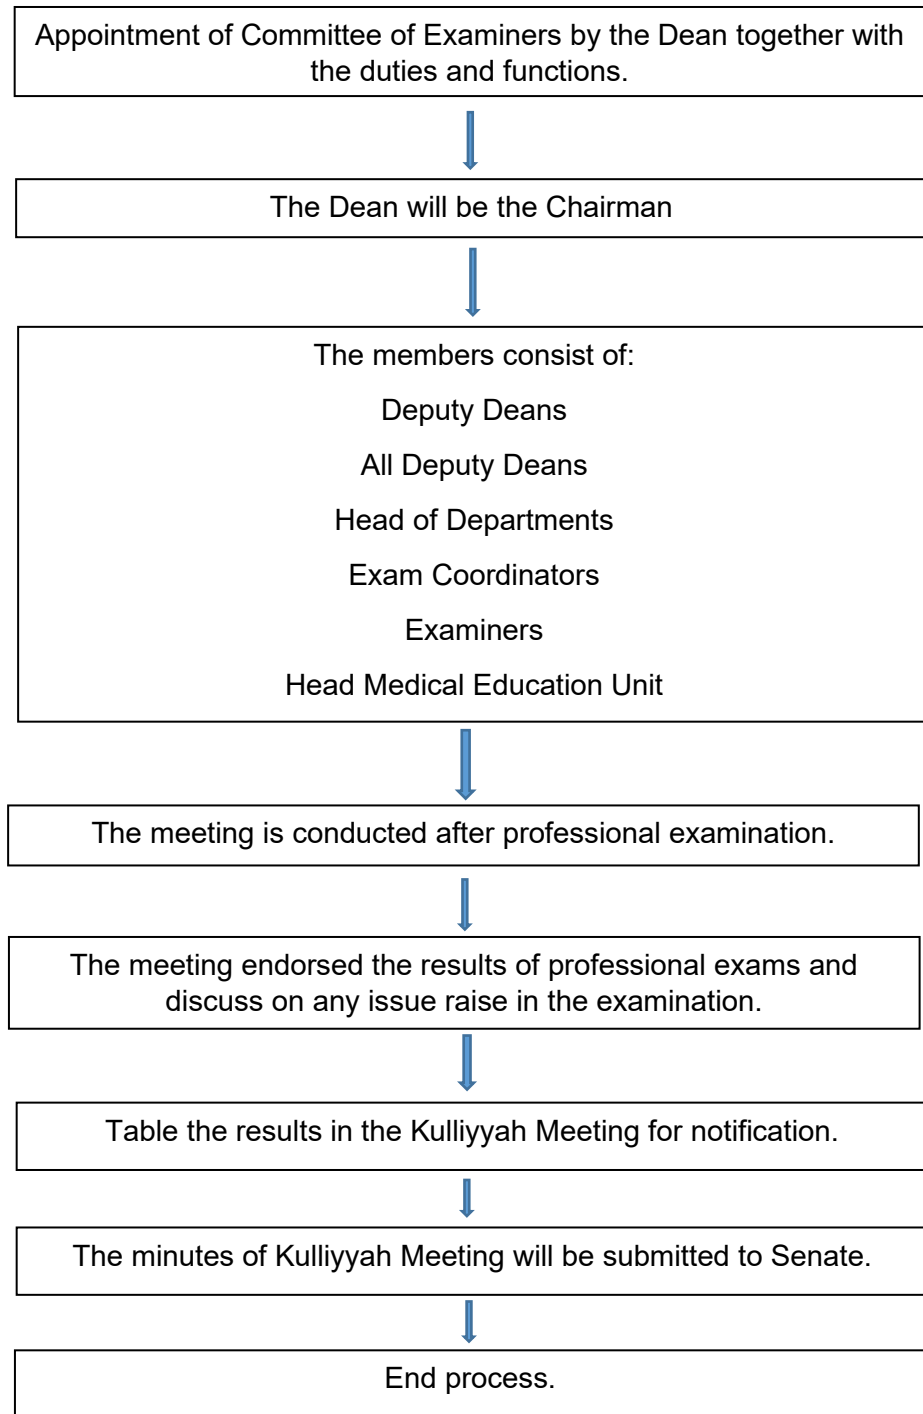 Appointment of Committee of Examiners by the Dean together with
the duties and functions.
The Dean will be the Chairman
The members consist of:
Deputy Deans
All Deputy Deans
Head of Departments
Exam Coordinators
Examiners
Head Medical Education Unit
The meeting is conducted after professional examination.
The meeting endorsed the results of professional exams and
discuss on any issue raise in the examination.
Table the results in the Kulliyyah Meeting for notification.
The minutes of Kulliyyah Meeting will be submitted to Senate.
End process.